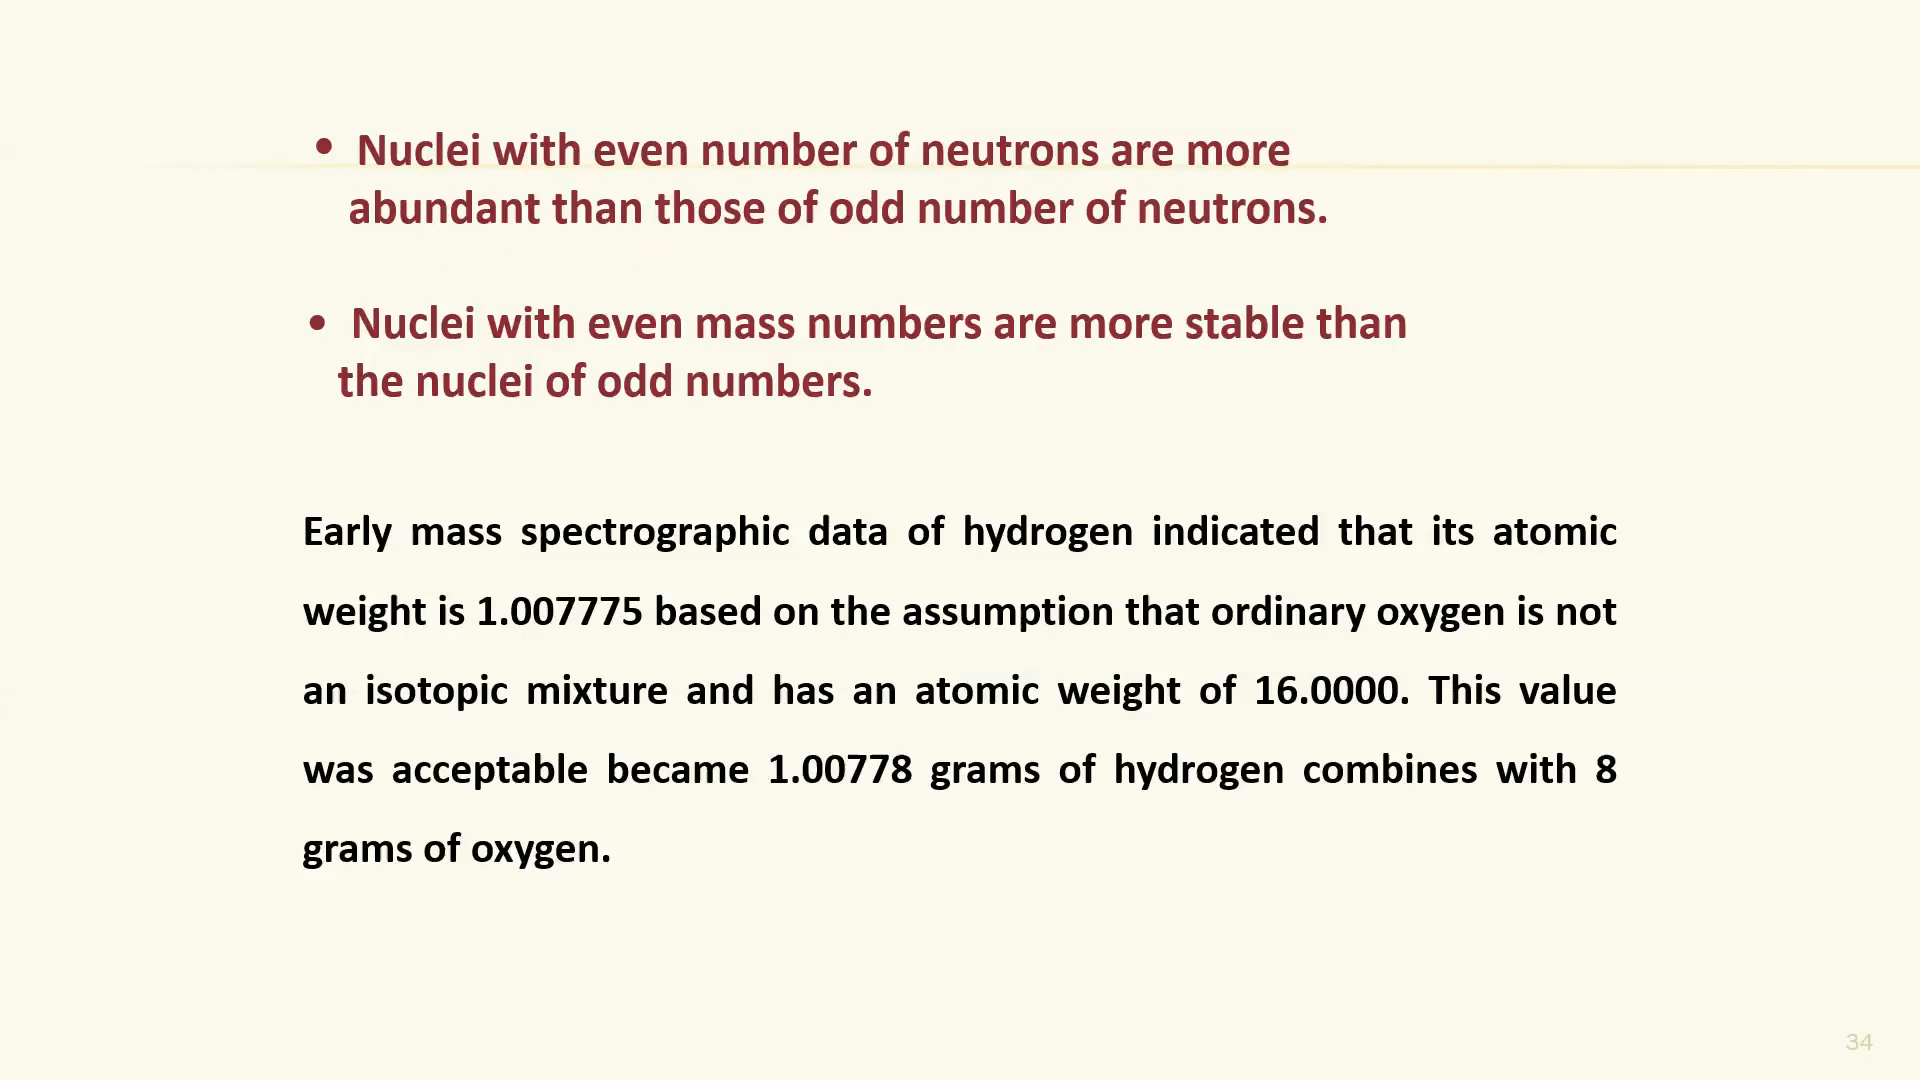 • Nuclei with even number of neutrons are more
abundant than those of odd number of neutrons.
• Nuclei with even mass numbers are more stable than
the nuclei of odd numbers.
Early mass spectrographic data of hydrogen indicated that its atomic
weight is 1.007775 based on the assumption that ordinary oxygen is not
an isotopic mixture and has an atomic weight of 16.0000. This value
was acceptable became 1.00778 grams of hydrogen combines with 8
grams of oxygen.
34